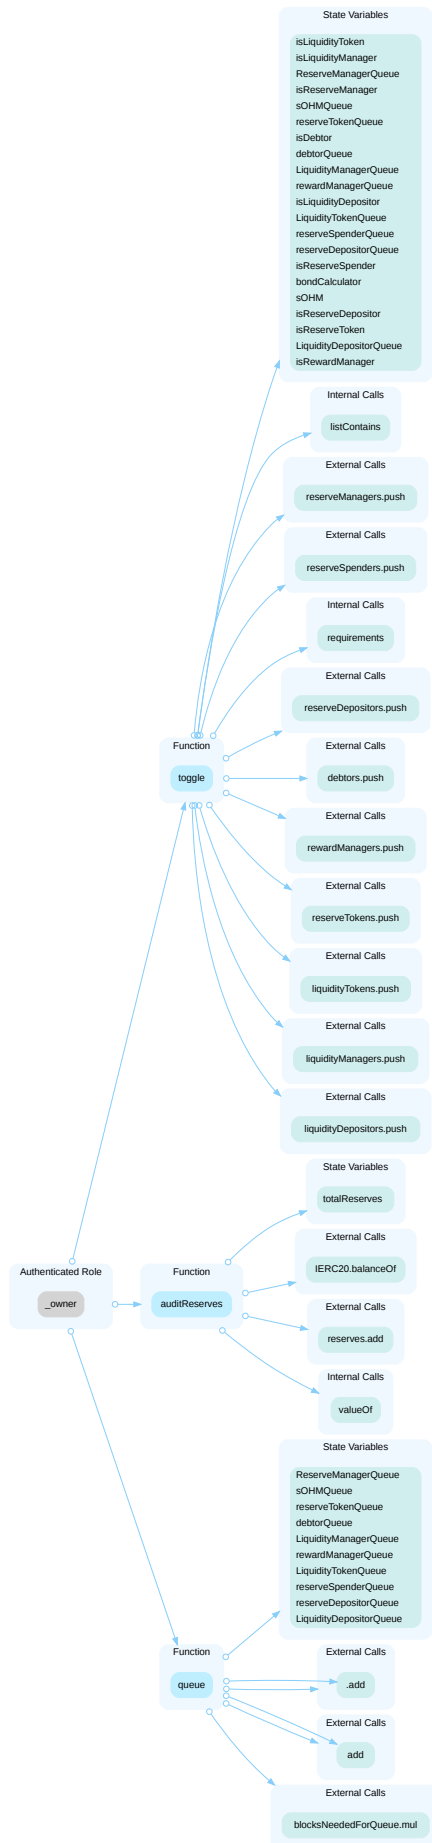 State Variables
isLiquidityToken
isLiquidityManager
ReserveManagerQueue
isReserveManager
sOHMQueue
reserveTokenQueue
isDebtor
debtorQueue
LiquidityManagerQueue
rewardManagerQueue
isLiquidityDepositor
LiquidityTokenQueue
reserveSpenderQueue
reserveDepositorQueue
isReserveSpender
bondCalculator
sOHM
isReserveDepositor
isReserveToken
LiquidityDepositorQueue
isRewardManager
Internal Calls
listContains
External Calls
reserveManagers.push
External Calls
reserveSpenders.push
Internal Calls
requirements
External Calls
reserveDepositors.push
Function
toggle
External Calls
debtors.push
External Calls
rewardManagers.push
External Calls
reserveTokens.push
External Calls
liquidityTokens.push
External Calls
liquidityManagers.push
External Calls
liquidityDepositors.push
State Variables
totalReserves
External Calls
IERC20.balanceOf
Authenticated Role
_owner
Function
auditReserves
External Calls
reserves.add
Internal Calls
valueOf
State Variables
ReserveManagerQueue
sOHMQueue
reserveTokenQueue
debtorQueue
LiquidityManagerQueue
rewardManagerQueue
LiquidityTokenQueue
reserveSpenderQueue
reserveDepositorQueue
LiquidityDepositorQueue
Function
queue
External Calls
.add
External Calls
add
External Calls
blocksNeededForQueue.mul